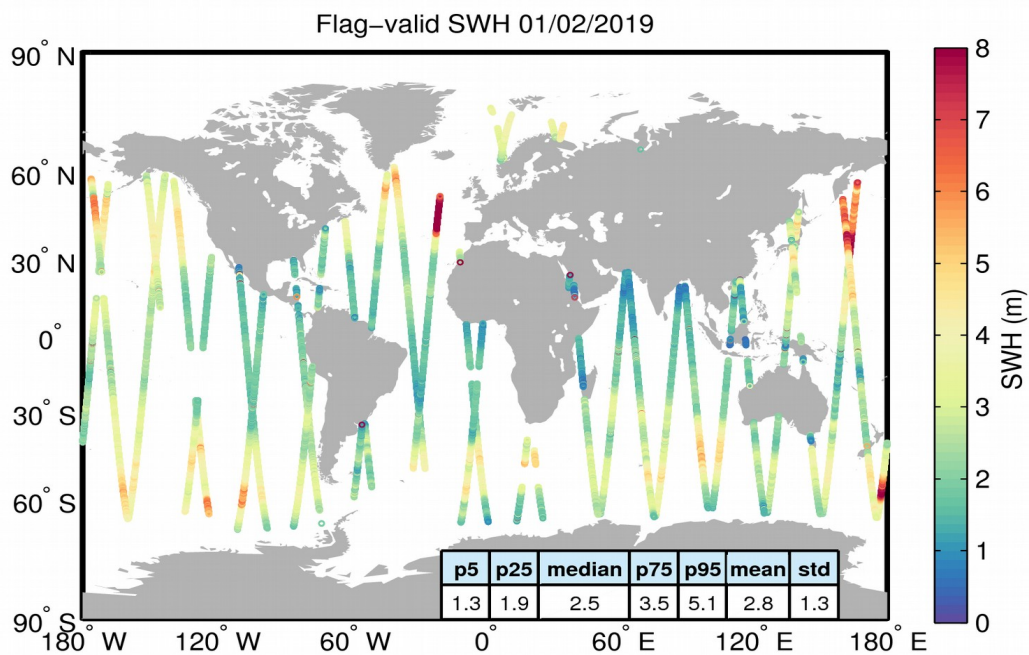 Flag−valid SWH 01/02/2019
90° N
60° N
30° N
0°
30° S
60° S
90° S
180° W
120° W
60° W
0°
60° E
120° E
180° E
p5 p25 median p75 p95 mean std
1.3 1.9 2.5 3.5 5.1 2.8 1.3
8
7
6
5
4
3
2
1
0
SWH (m)